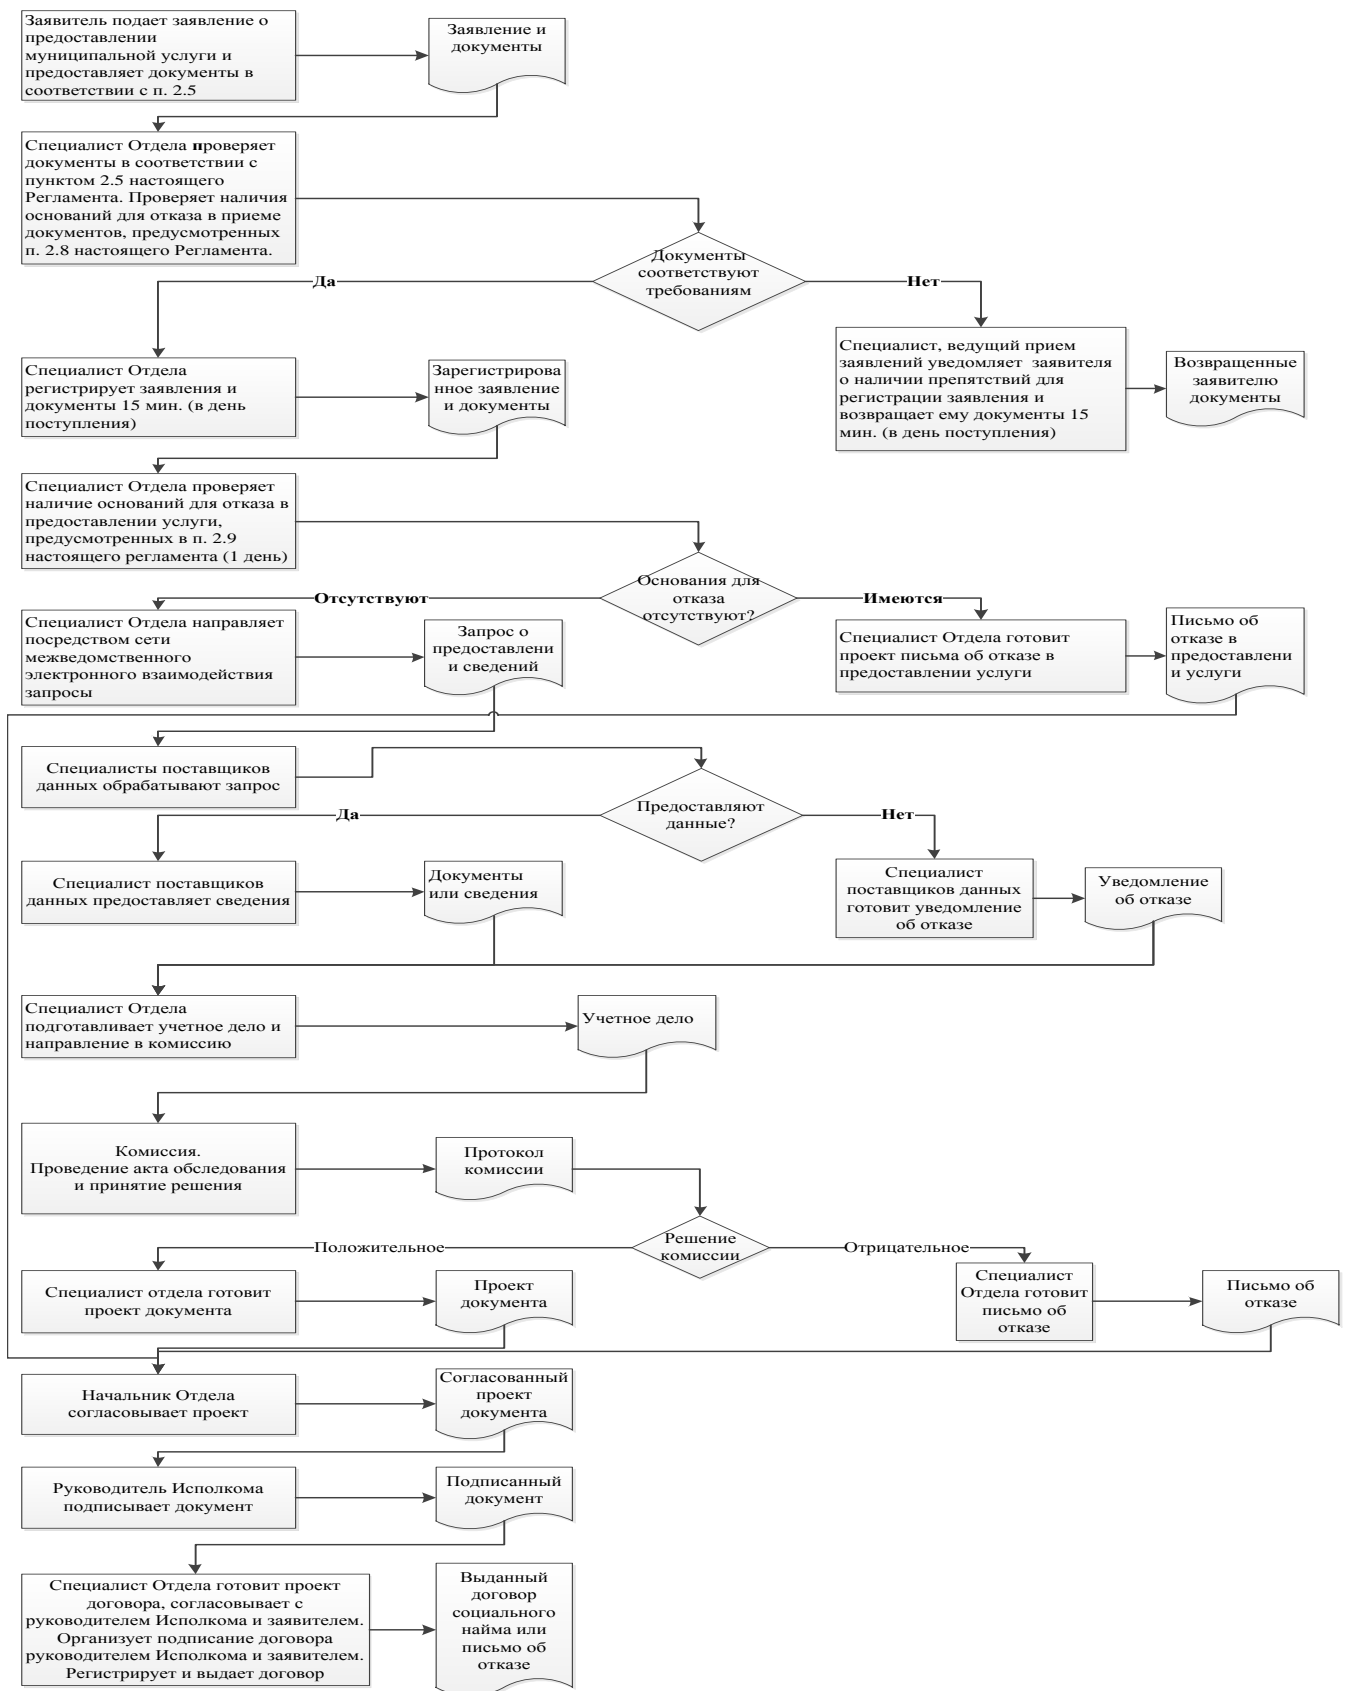 Заявитель подает заявление о
предоставлении
муниципальной услуги и
предоставляет документы в
соответствии с п. 2.5
Заявление и
документы
Специалист Отдела проверяет
документы в соответствии с
пунктом 2.5 настоящего
Регламента. Проверяет наличия
оснований для отказа в приеме
документов, предусмотренных
п. 2.8 настоящего Регламента.
Документы
соответствуют
требованиям
Да
Нет
Специалист Отдела
регистрирует заявления и
документы 15 мин. (в день
поступления)
Зарегистрирова
нное заявление
и документы
Специалист, ведущий прием
заявлений уведомляет заявителя
о наличии препятствий для
регистрации заявления и
возвращает ему документы 15
мин. (в день поступления)
Возвращенные
заявителю
документы
Специалист Отдела проверяет
наличие оснований для отказа в
предоставлении услуги,
предусмотренных в п. 2.9
настоящего регламента (1 день)
Основания для
отказа
отсутствуют?
Отсутствуют
Имеются
Специалист Отдела направляет
посредством сети
межведомственного
электронного взаимодействия
запросы
Запрос о
предоставлени
и сведений
Специалист Отдела готовит
проект письма об отказе в
предоставлении услуги
Письмо об
отказе в
предоставлени
и услуги
Специалисты поставщиков
данных обрабатывают запрос
Предоставляют
данные?
Да
Нет
Специалист поставщиков
данных предоставляет сведения
Документы
или сведения
Специалист
поставщиков данных
готовит уведомление
об отказе
Уведомление
об отказе
Специалист Отдела
подготавливает учетное дело и
направление в комиссию
Учетное дело
Комиссия.
Проведение акта обследования
и принятие решения
Протокол
комиссии
Решение
комиссии
Положительное
Отрицательное
Специалист отдела готовит
проект документа
Проект
документа
Специалист
Отдела готовит
письмо об
отказе
Письмо об
отказе
Начальник Отдела
согласовывает проект
Согласованный
проект
документа
Руководитель Исполкома
подписывает документ
Подписанный
документ
Специалист Отдела готовит проект
договора, согласовывает с
руководителем Исполкома и заявителем.
Организует подписание договора
руководителем Исполкома и заявителем.
Регистрирует и выдает договор
Выданный
договор
социального
найма или
письмо об
отказе